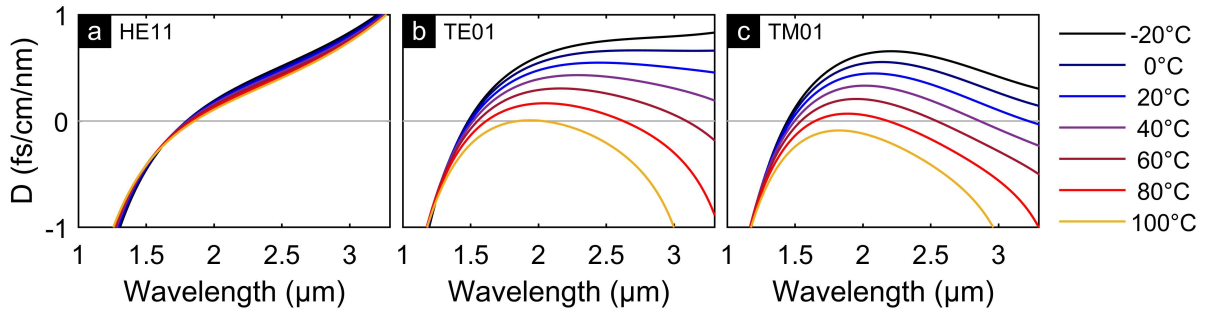 a HE11
b TE01
c TM01
D (fs/cm/nm)
1
0
-1
1 1.5 2 2.5 3
1 1.5 2 2.5 3
1 1.5 2 2.5 3
Wavelength (μm)
Wavelength (μm)
Wavelength (μm)
-20°C
0°C
20°C
40°C
60°C
80°C
100°C